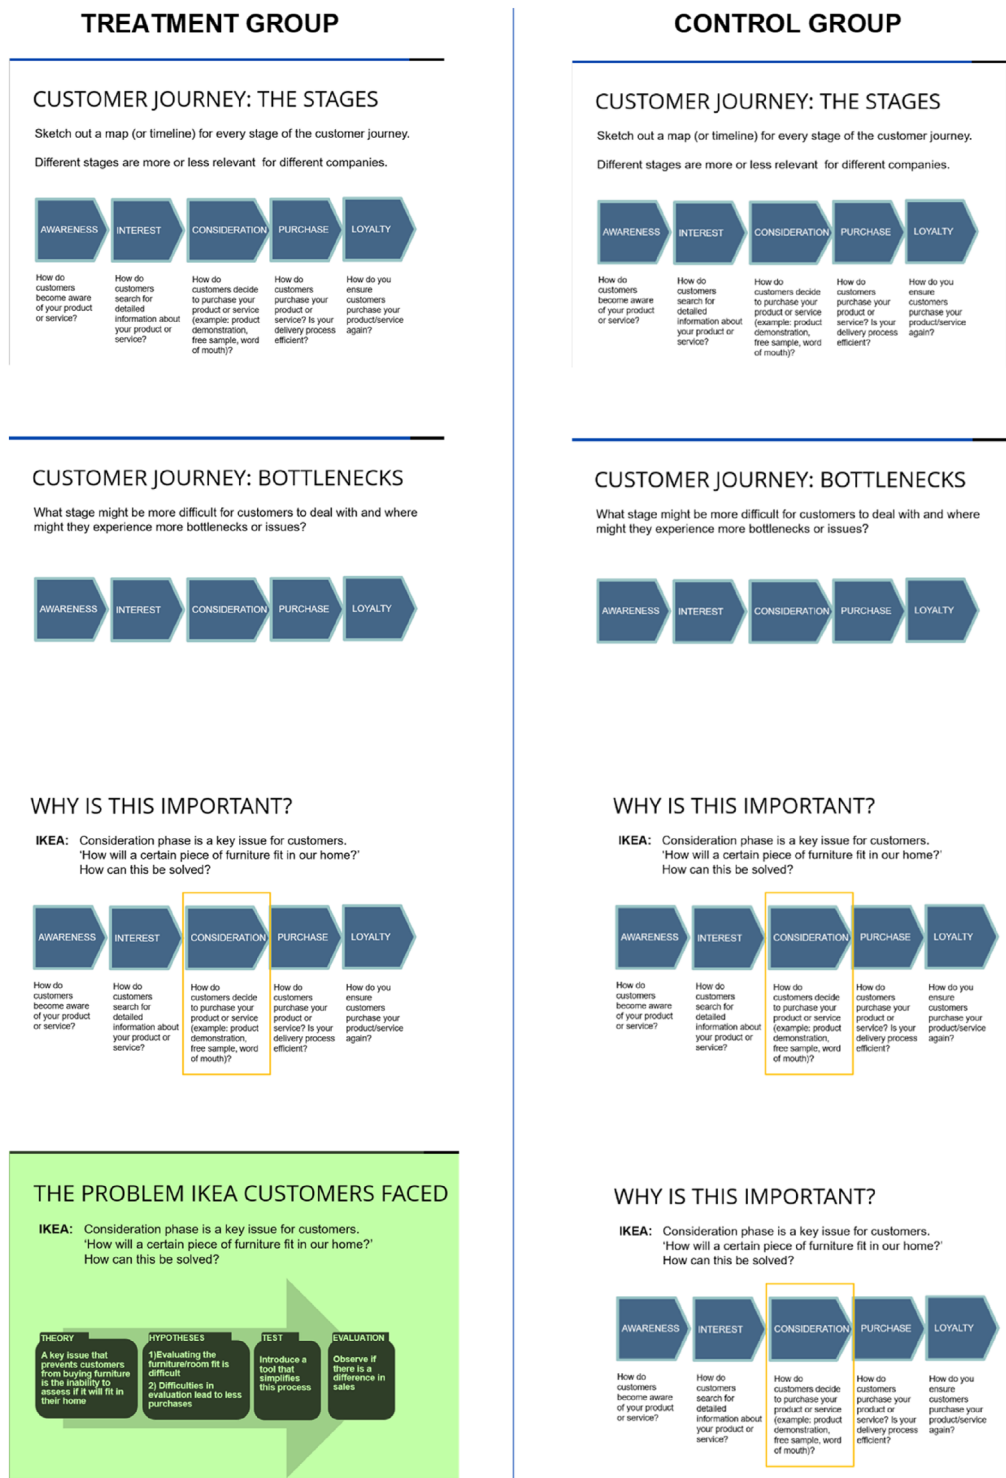 TREATMENT GROUP
CUSTOMER JOURNEY: THE STAGES
Sketch out a map (or timeline) for every stage of the customer journey.
Different stages are more or less relevant for different companies.
AWARENESS
INTEREST
CONSIDERATION
PURCHASE
LOYALTY
How do
customers
become aware
of your product
or service?
How do
customers
search for
detailed
information about
your product or
service?
How do
customers decide
to purchase your
product or service
(example: product
demonstration,
free sample, word
of mouth)?
How do
customers
purchase your
product or
service? Is your
delivery process
efficient?
How do you
ensure
customers
purchase your
product/service
again?
CUSTOMER JOURNEY: BOTTLENECKS
What stage might be more difficult for customers to deal with and where
might they experience more bottlenecks or issues?
AWARENESS
INTEREST
CONSIDERATION
PURCHASE
LOYALTY
WHY IS THIS IMPORTANT?
IKEA: Consideration phase is a key issue for customers.
'How will a certain piece of furniture fit in our home?'
How can this be solved?
AWARENESS
INTEREST
CONSIDERATION
PURCHASE
LOYALTY
How do
customers
become aware
of your product
or service?
How do
customers
search for
detailed
information about
your product or
service?
How do
customers decide
to purchase your
product or service
(example: product
demonstration,
free sample, word
of mouth)?
How do
customers
purchase your
product or
service? Is your
delivery process
efficient?
How do you
ensure
customers
purchase your
product/service
again?
THE PROBLEM IKEA CUSTOMERS FACED
IKEA: Consideration phase is a key issue for customers.
'How will a certain piece of furniture fit in our home?'
How can this be solved?
THEORY
A key issue that
prevents customers
from buying furniture
is the inability to
assess if it will fit in
their home
HYPOTHESES
1)Evaluating the
furniture/room fit is
difficult
2) Difficulties in
evaluation lead to less
purchases
TEST
Introduce a
tool that
simplifies
this process
EVALUATION
Observe if
there is a
difference in
sales
CONTROL GROUP
CUSTOMER JOURNEY: THE STAGES
Sketch out a map (or timeline) for every stage of the customer journey.
Different stages are more or less relevant for different companies.
AWARENESS
INTEREST
CONSIDERATION
PURCHASE
LOYALTY
How do
customers
become aware
of your product
or service?
How do
customers
search for
detailed
information about
your product or
service?
How do
customers decide
to purchase your
product or service
(example: product
demonstration,
free sample, word
of mouth)?
How do
customers
purchase your
product or
service? Is your
delivery process
efficient?
How do you
ensure
customers
purchase your
product/service
again?
CUSTOMER JOURNEY: BOTTLENECKS
What stage might be more difficult for customers to deal with and where
might they experience more bottlenecks or issues?
AWARENESS
INTEREST
CONSIDERATION
PURCHASE
LOYALTY
WHY IS THIS IMPORTANT?
IKEA: Consideration phase is a key issue for customers.
'How will a certain piece of furniture fit in our home?'
How can this be solved?
AWARENESS
INTEREST
CONSIDERATION
PURCHASE
LOYALTY
How do
customers
become aware
of your product
or service?
How do
customers
search for
detailed
information about
your product or
service?
How do
customers decide
to purchase your
product or service
(example: product
demonstration,
free sample, word
of mouth)?
How do
customers
purchase your
product or
service? Is your
delivery process
efficient?
How do you
ensure
customers
purchase your
product/service
again?
WHY IS THIS IMPORTANT?
IKEA: Consideration phase is a key issue for customers.
'How will a certain piece of furniture fit in our home?'
How can this be solved?
AWARENESS
INTEREST
CONSIDERATION
PURCHASE
LOYALTY
How do
customers
become aware
of your product
or service?
How do
customers
search for
detailed
information about
your product or
service?
How do
customers decide
to purchase your
product or service
(example: product
demonstration,
free sample, word
of mouth)?
How do
customers
purchase your
product or
service? Is your
delivery process
efficient?
How do you
ensure
customers
purchase your
product/service
again?